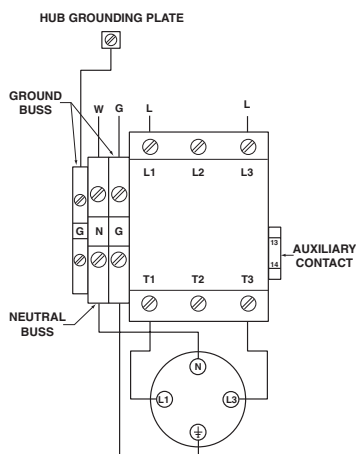 HUB GROUNDING PLATE
GROUND
BUSS
W
G
L
L
L1
L2
L3
G
N
G
13
14
AUXILIARY
CONTACT
T1
T2
T3
NEUTRAL
BUSS
N
L1
L3